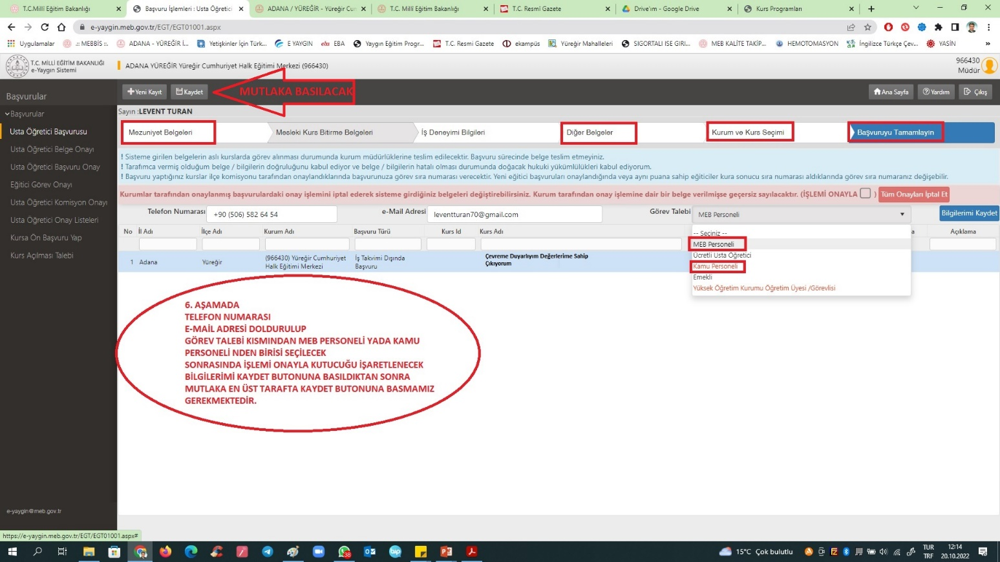 T.C.Millî Eğitim Bakanlığı
Başvuru İşlemleri : Usta Öğretici
ADANA / YÜREĞİR - Yüreğir Cum
T.C. Millî Eğitim Bakanlığı
T.C. Resmî Gazete
Drive'ım - Google Drive
Kurs Programları
e-yaygin.meb.gov.tr/EGT/EGT01001.aspx
Uygulamalar
.:: MEBBİS ::.
ADANA - YÜREĞİR İ...
Yetişkinler İçin Türk...
E YAYGIN
ebs EBA
Yaygın Eğitim Progr...
T.C. Resmi Gazete
ekampüs
Yüreğir Mahalleleri
SIGORTALI ISE GIRI...
MEB KALİTE TAKİP...
HEMOTOMASYON
İngilizce Türkçe Çev...
YASİN
»
T.C. MİLLİ EĞİTİM BAKANLIĞI
e-Yaygın Sistemi
ADANA YÜREĞİR Yüreğir Cumhuriyet Halk Eğitimi Merkezi (966430)
966430
Müdür
Başvurular
Yeni Kayıt
Kaydet
MUTLAKA BASILACAK
Ana Sayfa
Yardım
Çıkış
Başvurular
Usta Öğretici Başvurusu
Usta Öğretici Belge Onayı
Usta Öğretici Başvuru Onay
Eğitici Görev Onayı
Usta Öğretici Komisyon Onayı
Usta Öğretici Onay Listeleri
Kursa Ön Başvuru Yap
Kurs Açılması Talebi
Sayın :LEVENT TURAN
Mezuniyet Belgeleri
Mesleki Kurs Bitirme Belgeleri
İş Deneyimi Bilgileri
Diğer Belgeler
Kurum ve Kurs Seçimi
Başvuruyu Tamamlayın
! Sisteme girilen belgelerin aslı kurslarda görev alınması durumunda kurum müdürlüklerine teslim edilecektir. Başvuru sürecinde belge teslim etmeyiniz.
! Tarafımca vermiş olduğum belge / bilgilerin doğruluğunu kabul ediyor ve belge / bilgilerin hatalı olması durumunda doğacak hukuki yükümlülükleri kabul ediyorum.
! Başvuru yaptığınız kurslar ilçe komisyonu tarafından onaylandıklarında başvurunuza görev sıra numarası verecektir. Yeni eğitici başvuruları onaylandığında veya aynı puana sahip eğiticiler kura sonucu sıra numarası aldıklarında görev sıra numaranız değişebilir.
Kurumlar tarafından onaylanmış başvurulardaki onay işlemini iptal ederek sisteme girdiğiniz belgeleri değiştirebilirsiniz. Kurum tarafından onay işlemine dair bir belge verilmişse geçersiz sayılacaktır. (İŞLEMİ ONAYLA ) Tüm Onayları İptal Et
Telefon Numarası +90 (506) 582 64 54 e-Mail Adresi leventturan70@gmail.com Görev Talebi MEB Personeli Bilgilerimi Kaydet
No İl Adı İlçe Adı Kurum Adı Başvuru Türü Kurs Id Kurs Adı a Açıklama
-- Seçiniz --
MEB Personeli
Ücretli Usta Öğretici
Kamu Personeli
Emekli
Yüksek Öğretim Kurumu Öğretim Üyesi /Görevlisi
1 Adana Yüreğir (966430) Yüreğir Cumhuriyet İş Takvimi Dışında Çevreme Duyarlıyım Değerlerime Sahip
Halk Eğitimi Merkezi Başvuru Çıkıyorum
6. AŞAMADA
TELEFON NUMARASI
E-MAİL ADRESİ DOLDURULUP
GÖREV TALEBİ KISMINDAN MEB PERSONELİ YADA KAMU
PERSONELİ NDEN BİRİSİ SEÇİLECEK
SONRASINDA İŞLEMİ ONAYLA KUTUCUĞU İŞARETLENECEK
BİLGİLERİMİ KAYDET BUTONUNA BASILDIKTAN SONRA
MUTLAKA EN ÜST TARAFTA KAYDET BUTONUNA BASMAMIZ
GEREKMEKTEDİR.
e-yaygin@meb.gov.tr
https://e-yaygin.meb.gov.tr/EGT/EGT01001.aspx#
38
15°C Çok bulutlu
TUR
TRF
12:14
20.10.2022